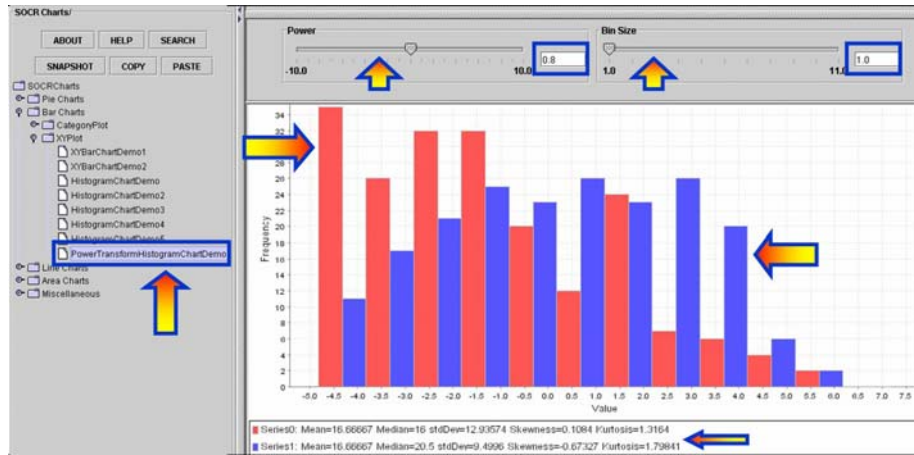 SOCR Charts/
ABOUT HELP SEARCH
SNAPSHOT COPY PASTE
SOCRCharts
Pie Charts
Bar Charts
CategoryPlot
XYPlot
XYBarChartDemo1
XYBarChartDemo2
HistogramChartDemo
HistogramChartDemo2
HistogramChartDemo3
HistogramChartDemo4
HistogramChartDemo5
PowerTransformHistogramChartDemo
Line Charts
Area Charts
Miscellaneous
Power
-10.0 10.0 0.8
Bin Size
1.0 11.0 1.0
34
32
28
26
24
22
20
18
16
14
12
10
8
6
4
2
0
Frequency
-5.0 -4.5 -4.0 -3.5 -3.0 -2.5 -2.0 -1.5 -1.0 -0.5 0.0 0.5 1.0 1.5 2.0 2.5 3.0 3.5 4.0 4.5 5.0 5.5 6.0 6.5 7.0 7.5
Value
Series0: Mean=16.66667 Median=16 stdDev=12.93574 Skewness=0.1084 Kurtosis=1.3164
Series1: Mean=16.66667 Median=20.5 stdDev=9.4996 Skewness=-0.67327 Kurtosis=1.79841